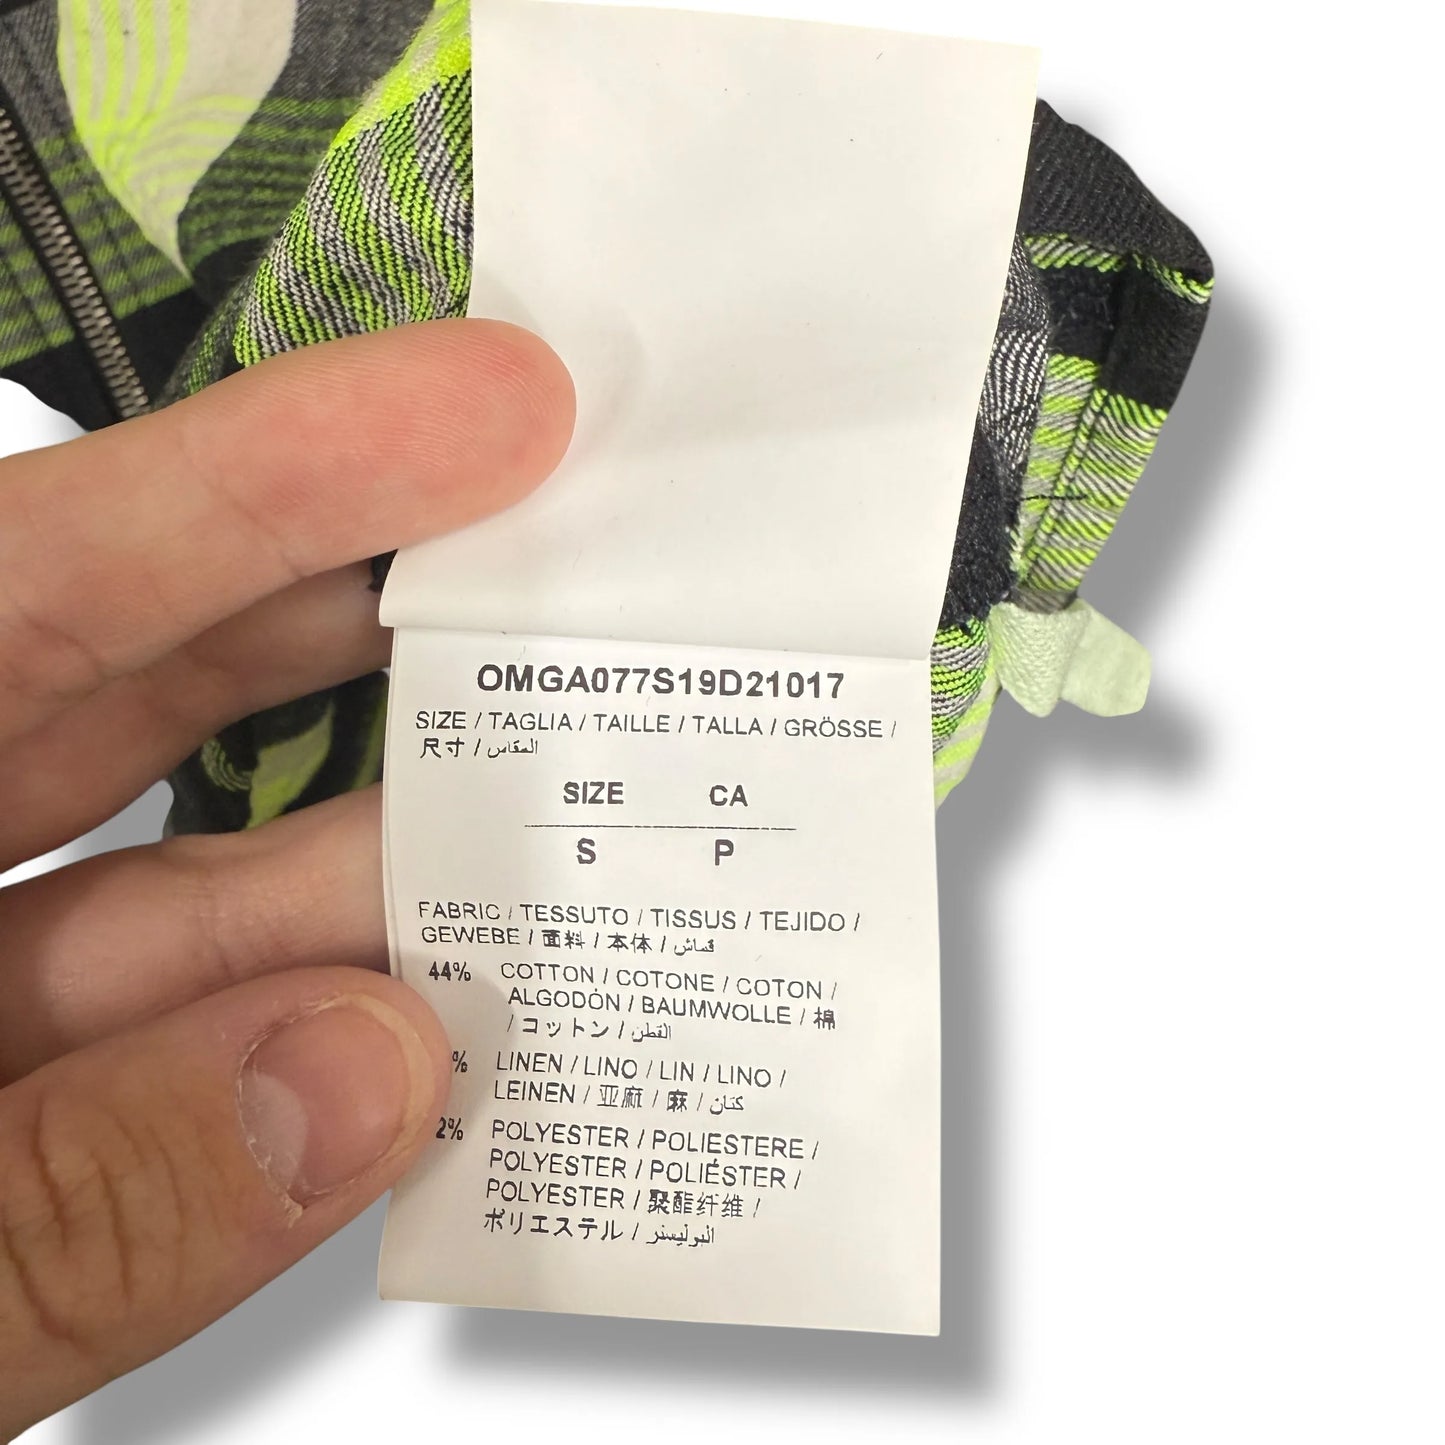 OMGA077S19D21017
SIZE / TAGLIA / TAILLE / TALLA / GRÖSSE /
尺寸 / المقاس
SIZE CA
S P
FABRIC / TESSUTO / TISSUS / TEJIDO /
GEWEBE / 面料 / 本体 / قماش
44% COTTON / COTONE / COTON /
ALGODÓN / BAUMWOLLE / 棉
/ コットン / القطن
% LINEN / LINO / LIN / LINO /
LEINEN / 亚麻 / 麻 / كتان
2% POLYESTER / POLIESTERE /
POLYESTER / POLIÉSTER /
POLYESTER / 聚酯纤维 /
ポリエステル / البوليستر